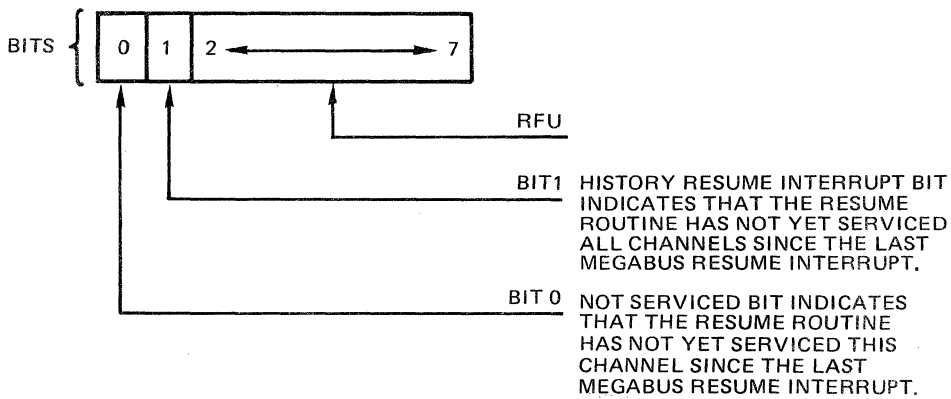 BITS { 0 1 2 7
RFU
BIT1 HISTORY RESUME INTERRUPT BIT
INDICATES THAT THE RESUME
ROUTINE HAS NOT YET SERVICED
ALL CHANNELS SINCE THE LAST
MEGABUS RESUME INTERRUPT.
BIT 0 NOT SERVICED BIT INDICATES
THAT THE RESUME ROUTINE
HAS NOT YET SERVICED THIS
CHANNEL SINCE THE LAST
MEGABUS RESUME INTERRUPT.